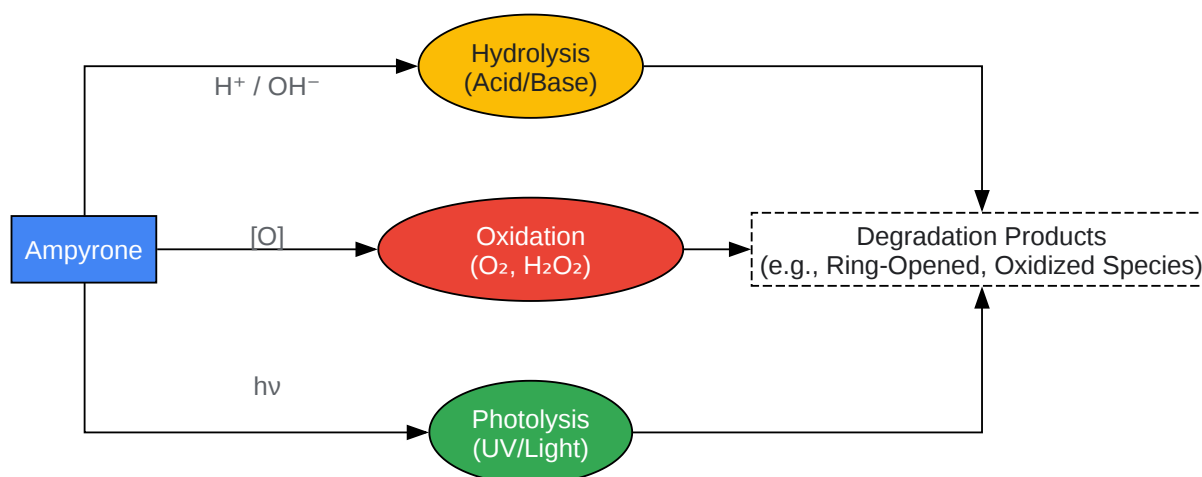 Hydrolysis
(Acid/Base)
H⁺ / OH⁻
Ampyrone
[O]
Oxidation
(O₂, H₂O₂)
Degradation Products
(e.g., Ring-Opened, Oxidized Species)
hν
Photolysis
(UV/Light)